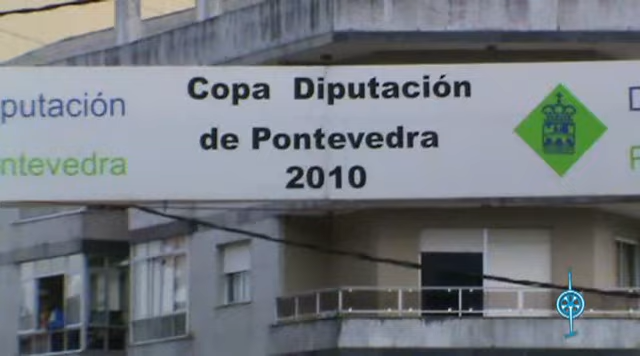 putación
ntevedra
Copa Diputación
de Pontevedra
2010